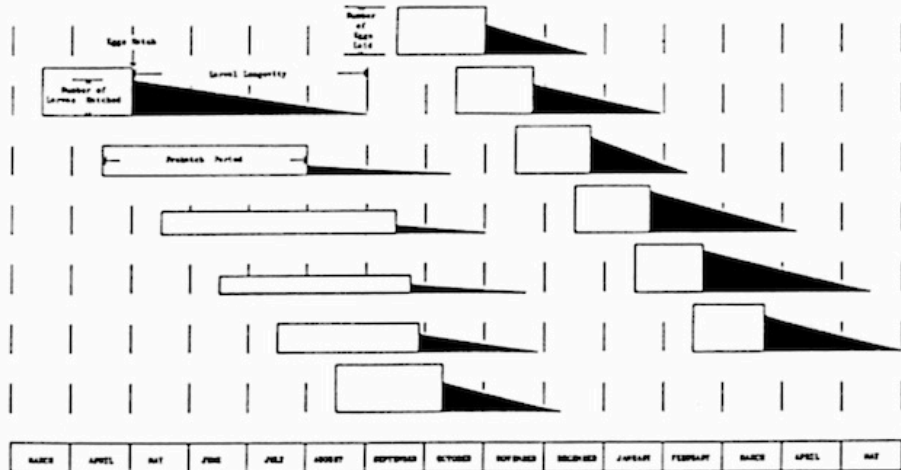 Number
of
Eggs
Laid
Eggs Hatch
Larval Longevity
Number of
Larvae Hatched
Prehatch Period
MARCH APRIL MAY JUNE JULY AUGUST SEPTEMBER OCTOBER NOVEMBER DECEMBER JANUARY FEBRUARY MARCH APRIL MAY